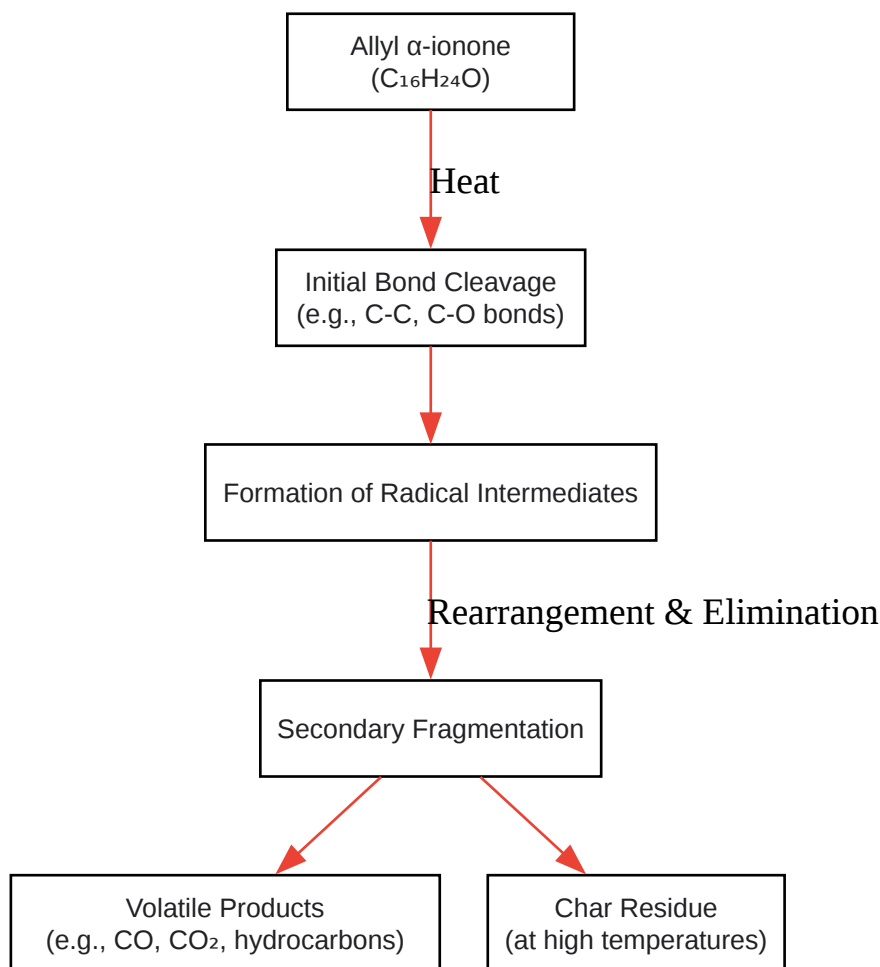 Allyl α-ionone
(C₁₆H₂₄O)
Heat
Initial Bond Cleavage
(e.g., C-C, C-O bonds)
Formation of Radical Intermediates
Rearrangement & Elimination
Secondary Fragmentation
Volatile Products
(e.g., CO, CO₂, hydrocarbons)
Char Residue
(at high temperatures)